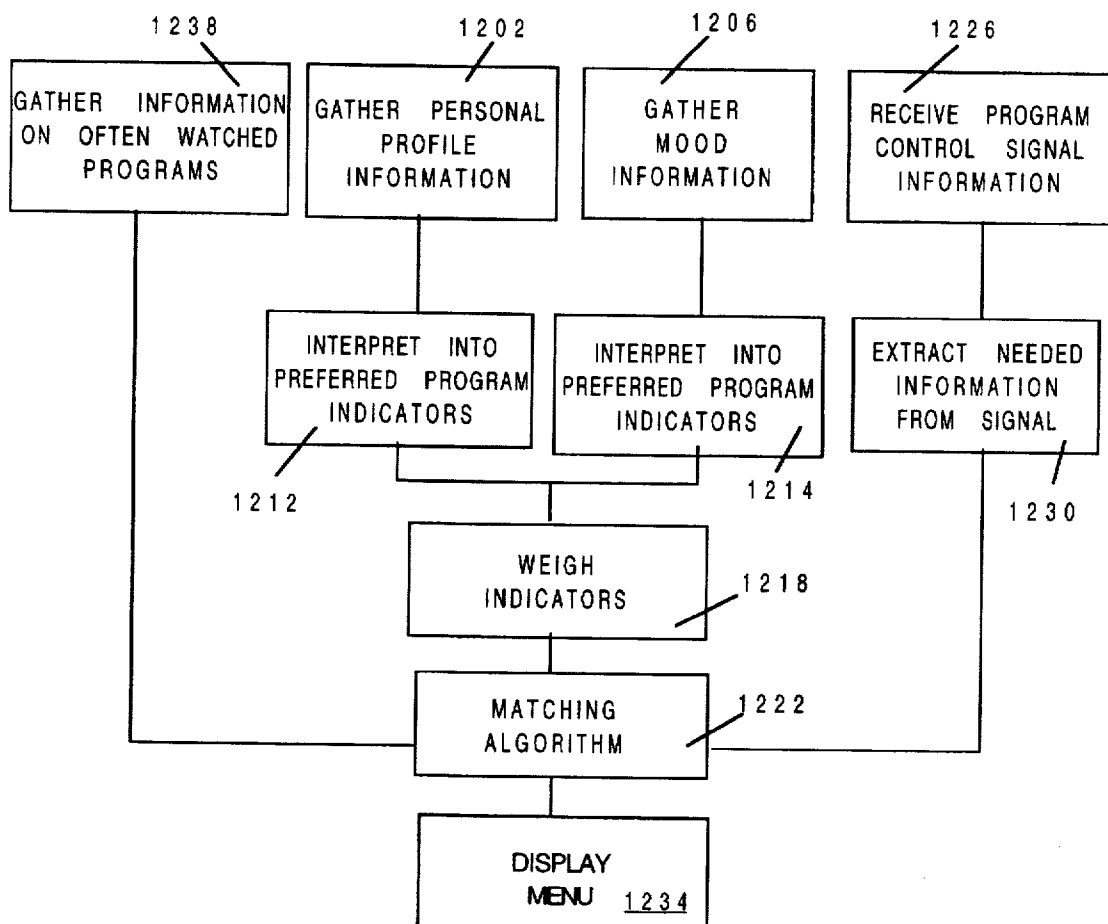 1238
1202
1206
1226
GATHER INFORMATION
ON OFTEN WATCHED
PROGRAMS
GATHER PERSONAL
PROFILE
INFORMATION
GATHER
MOOD
INFORMATION
RECEIVE PROGRAM
CONTROL SIGNAL
INFORMATION
INTERPRET INTO
PREFERRED PROGRAM
INDICATORS
INTERPRET INTO
PREFERRED PROGRAM
INDICATORS
EXTRACT NEEDED
INFORMATION
FROM SIGNAL
1212
1214
1230
WEIGH
INDICATORS
1218
MATCHING
ALGORITHM
1222
DISPLAY
MENU 1234